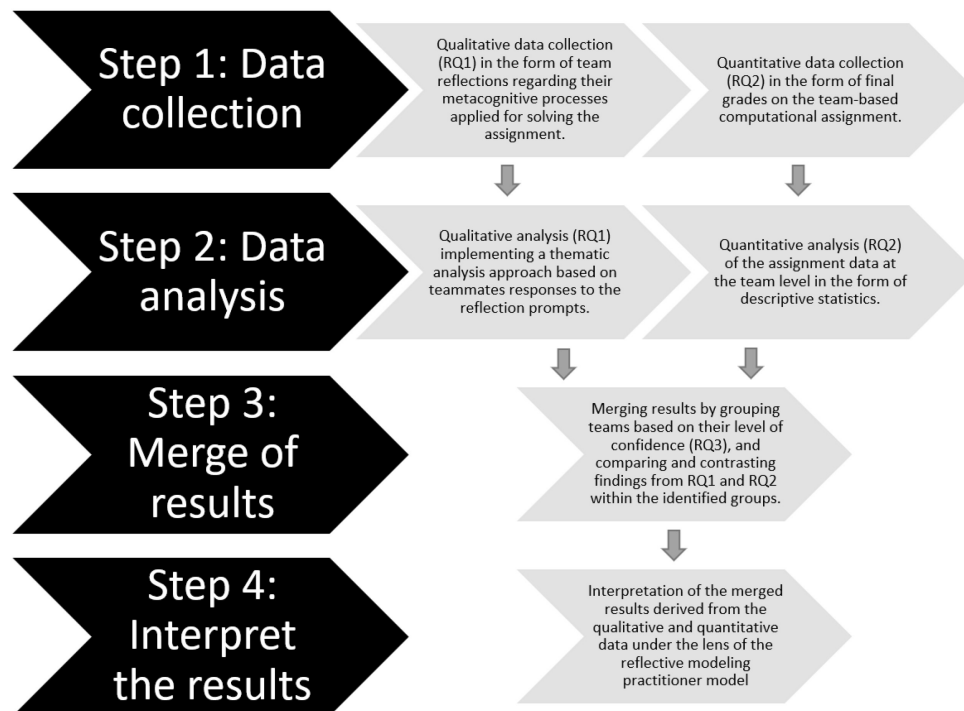 Step 1: Data
collection
Qualitative data collection
(RQ1) in the form of team
reflections regarding their
metacognitive processes
applied for solving the
assignment.
Quantitative data collection
(RQ2) in the form of final
grades on the team-based
computational assignment.
Step 2: Data
analysis
Qualitative analysis (RQ1)
implementing a thematic
analysis approach based on
teammates responses to the
reflection prompts.
Quantitative analysis (RQ2)
of the assignment data at
the team level in the form of
descriptive statistics.
Step 3:
Merge of
results
Merging results by grouping
teams based on their level of
confidence (RQ3), and
comparing and contrasting
findings from RQ1 and RQ2
within the identified groups.
Step 4:
Interpret
the results
Interpretation of the merged
results derived from the
qualitative and quantitative
data under the lens of the
reflective modeling
practitioner model